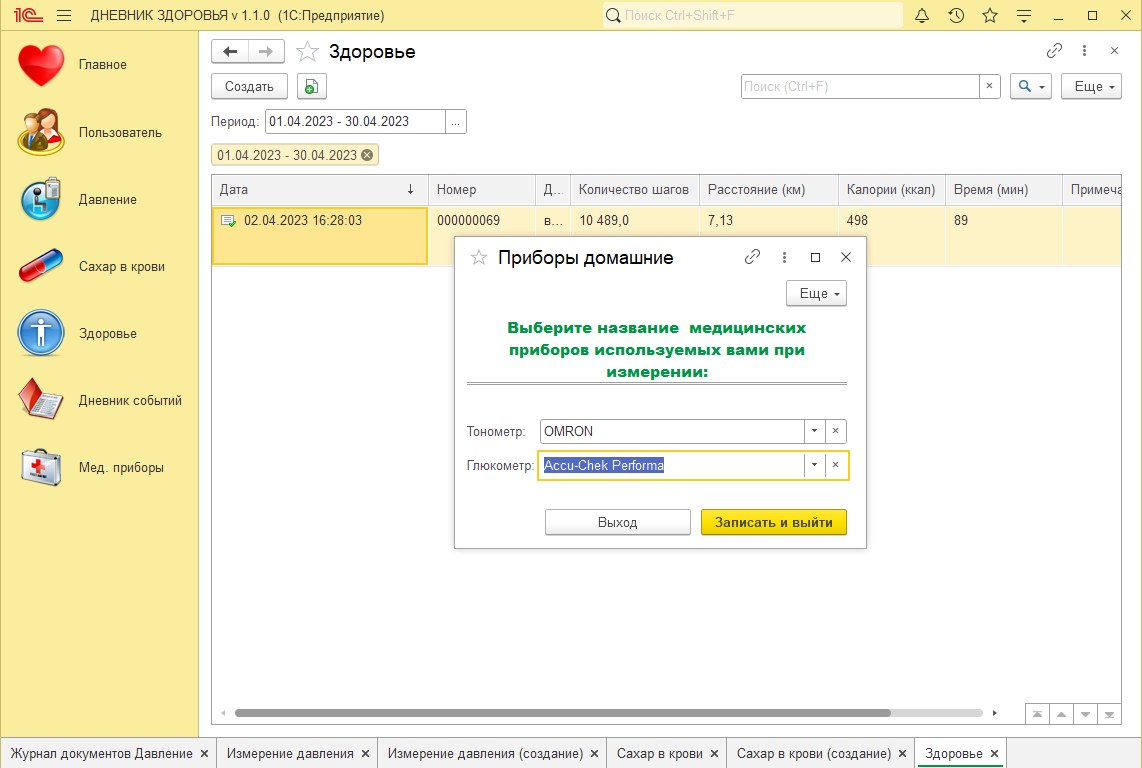 1С ДНЕВНИК ЗДОРОВЬЯ v 1.1.0 (1С:Предприятие) Поиск Ctrl+Shift+F
Главное
Пользователь
Давление
Сахар в крови
Здоровье
Дневник событий
Мед. приборы
Здоровье
Создать Поиск (Ctrl+F) Еще
Период: 01.04.2023 - 30.04.2023 ...
01.04.2023 - 30.04.2023
Дата Номер Д... Количество шагов Расстояние (км) Калории (ккал) Время (мин) Примеча
02.04.2023 16:28:03 000000069 в... 10 489,0 7,13 498 89
Приборы домашние
Еще
Выберите название медицинских
приборов используемых вами при
измерении:
Тонометр: OMRON
Глюкометр: Accu-Chek Performa
Выход Записать и выйти
Журнал документов Давление Измерение давления Измерение давления (создание) Сахар в крови Сахар в крови (создание) Здоровье